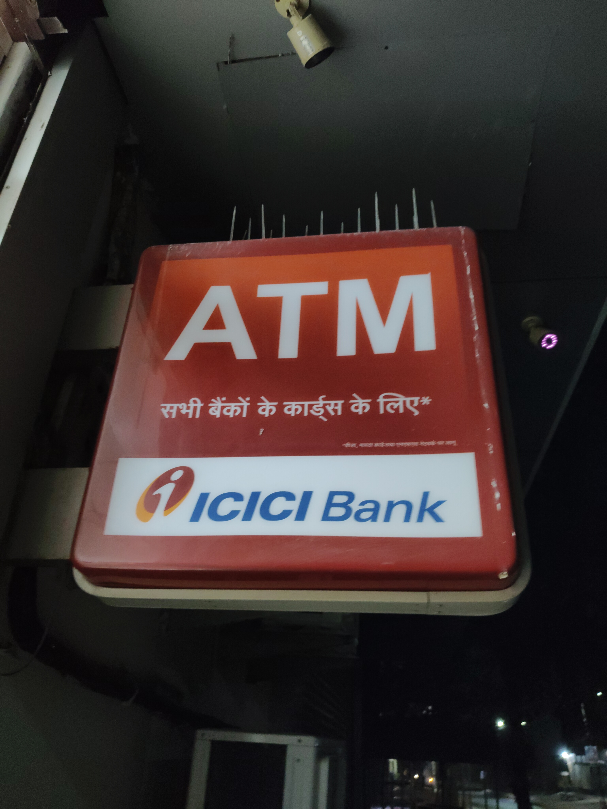 ATM
सभी बैंकों के कार्ड्स के लिए*
ICICI Bank